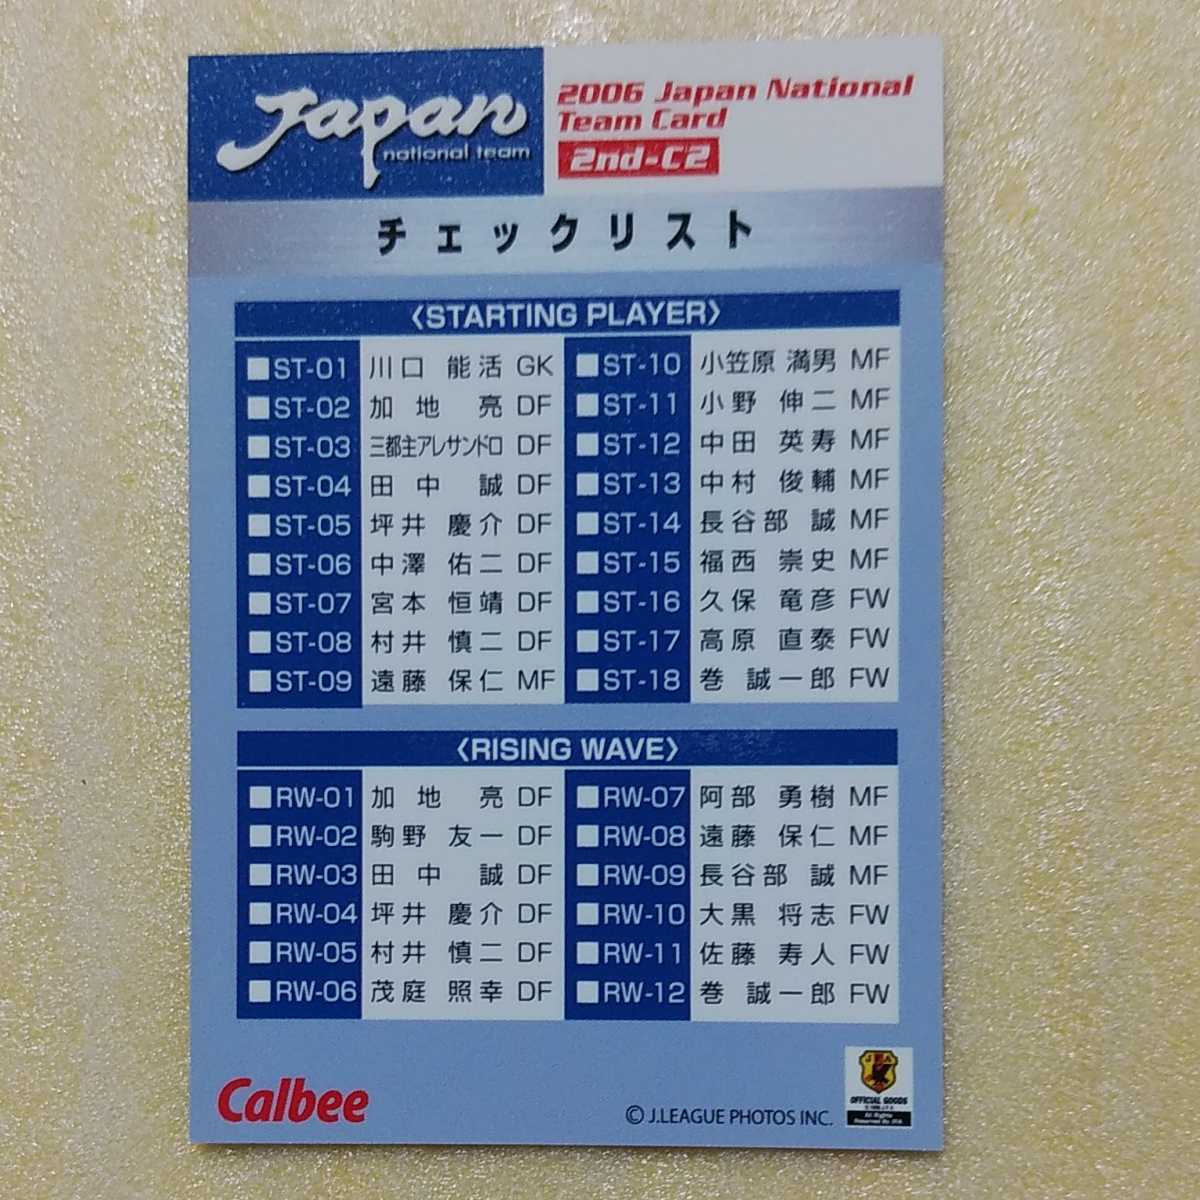 Japan
national team
2006 Japan National
Team Card
2nd-C2
チェックリスト
〈STARTING PLAYER〉
ST-01 川口 能活 GK
ST-02 加地 亮 DF
ST-03 三都主アレサンドロ DF
ST-04 田中 誠 DF
ST-05 坪井 慶介 DF
ST-06 中澤 佑二 DF
ST-07 宮本 恒靖 DF
ST-08 村井 慎二 DF
ST-09 遠藤 保仁 MF
ST-10 小笠原 満男 MF
ST-11 小野 伸二 MF
ST-12 中田 英寿 MF
ST-13 中村 俊輔 MF
ST-14 長谷部 誠 MF
ST-15 福西 崇史 MF
ST-16 久保 竜彦 FW
ST-17 高原 直泰 FW
ST-18 巻 誠一郎 FW
〈RISING WAVE〉
RW-01 加地 亮 DF
RW-02 駒野 友一 DF
RW-03 田中 誠 DF
RW-04 坪井 慶介 DF
RW-05 村井 慎二 DF
RW-06 茂庭 照幸 DF
RW-07 阿部 勇樹 MF
RW-08 遠藤 保仁 MF
RW-09 長谷部 誠 MF
RW-10 大黒 将志 FW
RW-11 佐藤 寿人 FW
RW-12 巻 誠一郎 FW
Calbee
© J.LEAGUE PHOTOS INC.
JFA
OFFICIAL GOODS
All Rights